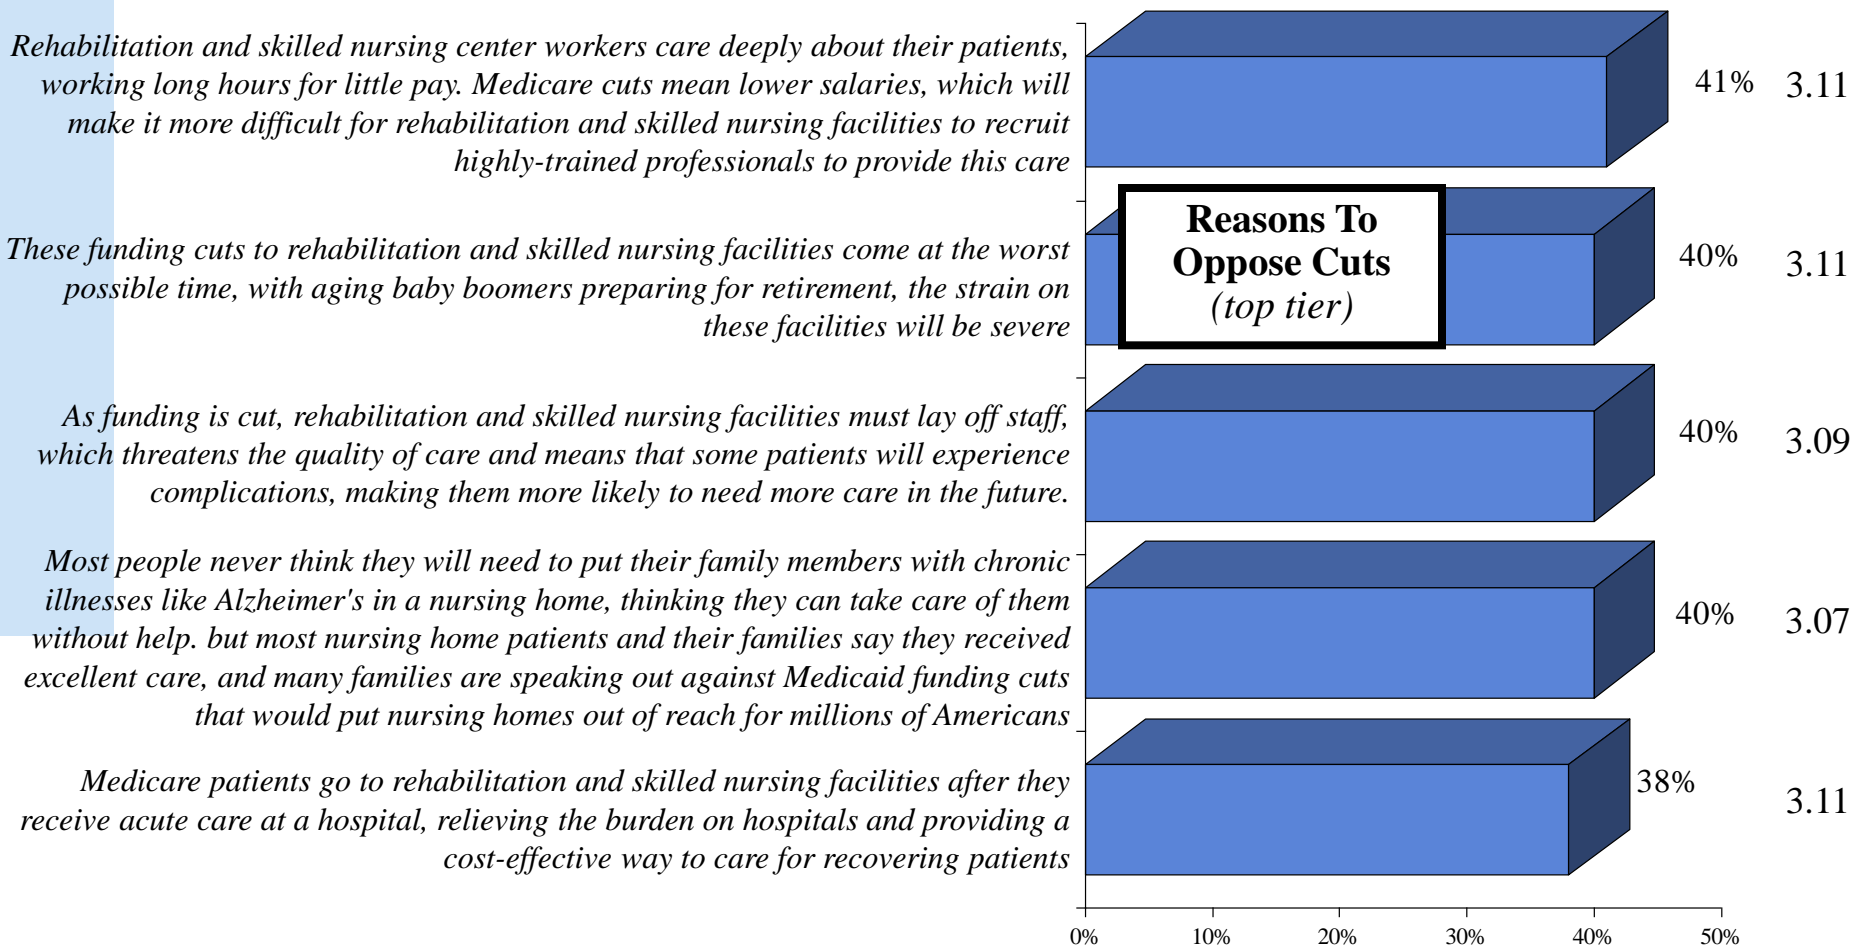 Rehabilitation and skilled nursing center workers care deeply about their patients,
working long hours for little pay. Medicare cuts mean lower salaries, which will
make it more difficult for rehabilitation and skilled nursing facilities to recruit
highly-trained professionals to provide this care
41% 3.11
Reasons To
Oppose Cuts
(top tier)
These funding cuts to rehabilitation and skilled nursing facilities come at the worst
possible time, with aging baby boomers preparing for retirement, the strain on
these facilities will be severe
40% 3.11
As funding is cut, rehabilitation and skilled nursing facilities must lay off staff,
which threatens the quality of care and means that some patients will experience
complications, making them more likely to need more care in the future.
40% 3.09
Most people never think they will need to put their family members with chronic
illnesses like Alzheimer's in a nursing home, thinking they can take care of them
without help. but most nursing home patients and their families say they received
excellent care, and many families are speaking out against Medicaid funding cuts
that would put nursing homes out of reach for millions of Americans
40% 3.07
Medicare patients go to rehabilitation and skilled nursing facilities after they
receive acute care at a hospital, relieving the burden on hospitals and providing a
cost-effective way to care for recovering patients
38% 3.11
0% 10% 20% 30% 40% 50%